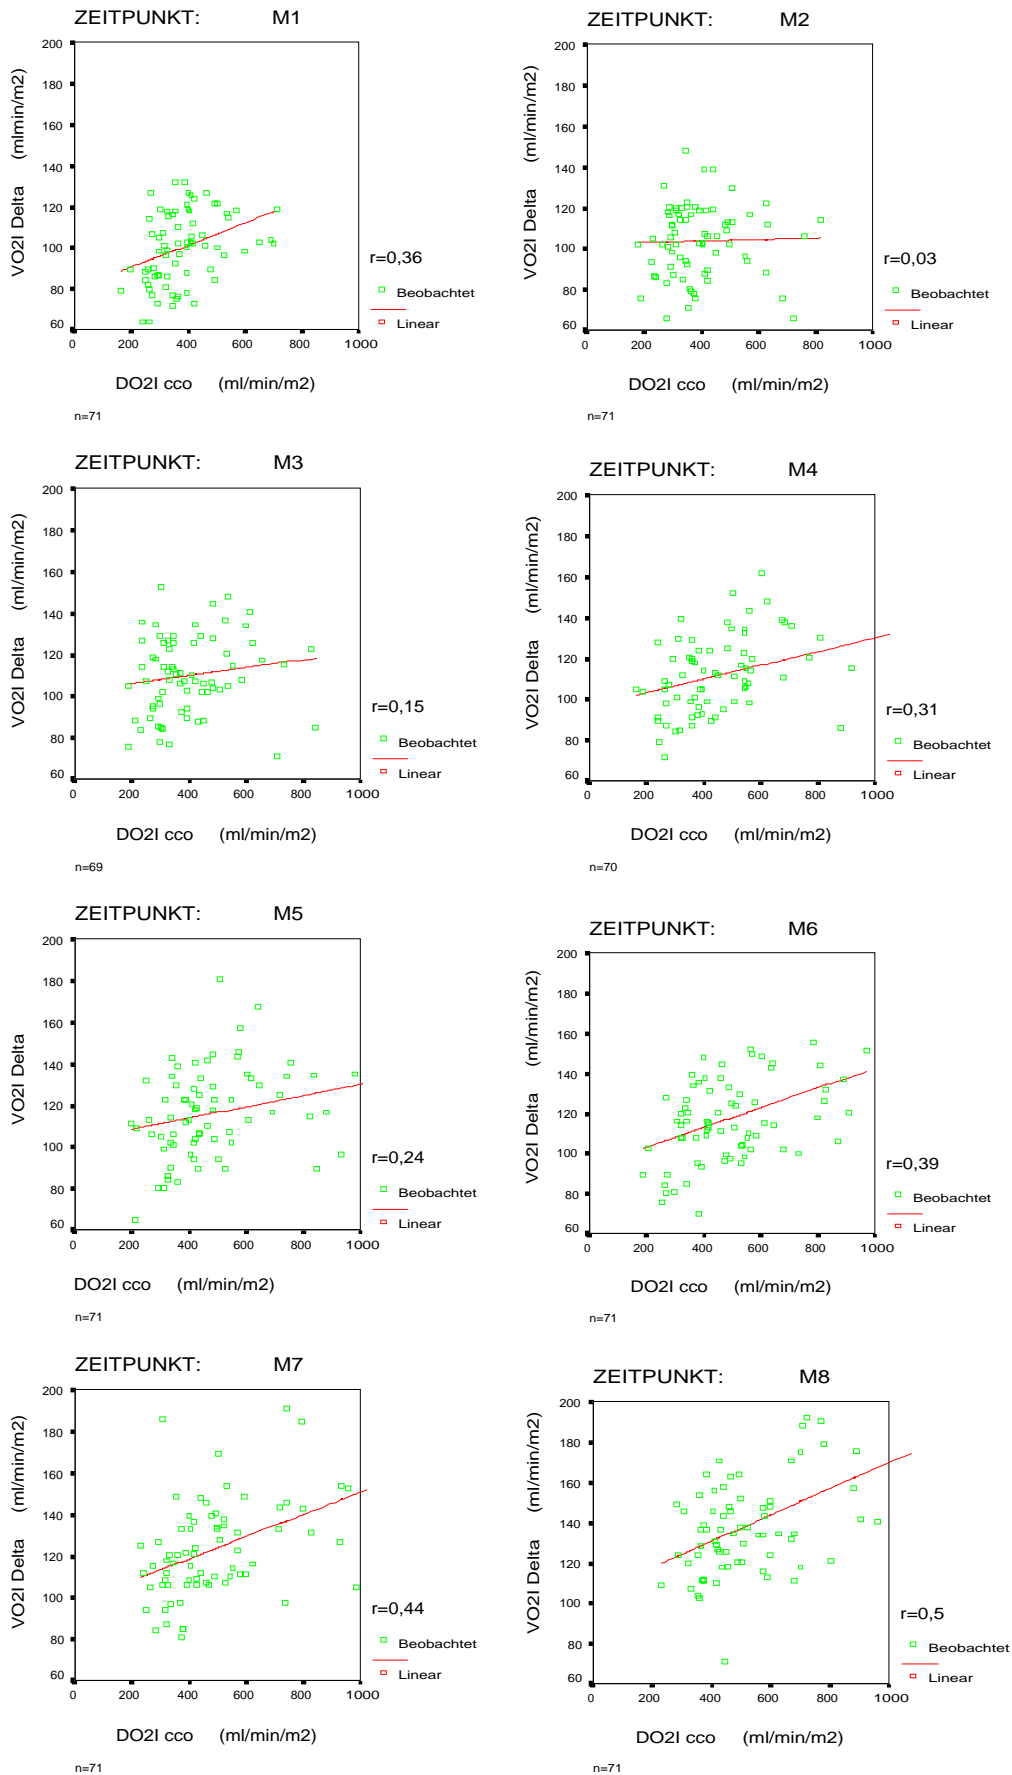 ZEITPUNKT: M1
VO2I Delta (mlmin/min/m2)
200
180
160
140
120
100
80
60
0 200 400 600 800 1000
DO2I cco (ml/min/m2)
r=0,36
Beobachtet
Linear
n=71
ZEITPUNKT: M2
VO2I Delta (ml/min/m2)
200
180
160
140
120
100
80
60
0 200 400 600 800 1000
DO2I cco (ml/min/m2)
r=0,03
Beobachtet
Linear
n=71
ZEITPUNKT: M3
VO2I Delta (ml/min/m2)
200
180
160
140
120
100
80
60
0 200 400 600 800 1000
DO2I cco (ml/min/m2)
r=0,15
Beobachtet
Linear
n=69
ZEITPUNKT: M4
VO2I Delta (ml/min/m2)
200
180
160
140
120
100
80
60
0 200 400 600 800 1000
DO2I cco (ml/min/m2)
r=0,31
Beobachtet
Linear
n=70
ZEITPUNKT: M5
VO2I Delta
200
180
160
140
120
100
80
60
0 200 400 600 800 1000
DO2I cco (ml/min/m2)
r=0,24
Beobachtet
Linear
n=71
ZEITPUNKT: M6
VO2I Delta (ml/min/m2)
200
180
160
140
120
100
80
60
0 200 400 600 800 1000
DO2I cco (ml/min/m2)
r=0,39
Beobachtet
Linear
n=71
ZEITPUNKT: M7
VO2I Delta (ml/min/m2)
200
180
160
140
120
100
80
60
0 200 400 600 800 1000
DO2I cco (ml/min/m2)
r=0,44
Beobachtet
Linear
n=71
ZEITPUNKT: M8
VO2I Delta (ml/min/m2)
200
180
160
140
120
100
80
60
0 200 400 600 800 1000
DO2I cco (ml/min/m2)
r=0,5
Beobachtet
Linear
n=71